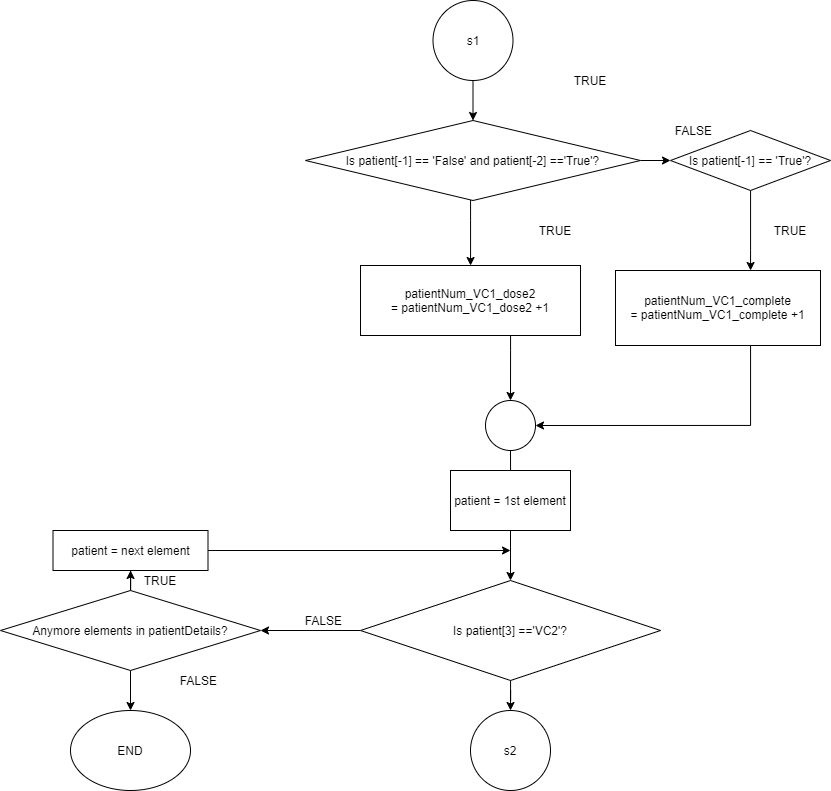 s1
TRUE
FALSE
Is patient[-1] == 'False' and patient[-2] =='True'?
Is patient[-1] == 'True'?
TRUE
TRUE
patientNum_VC1_dose2
= patientNum_VC1_dose2 +1
patientNum_VC1_complete
= patientNum_VC1_complete +1
patient = 1st element
patient = next element
TRUE
FALSE
Anymore elements in patientDetails?
Is patient[3] =='VC2'?
FALSE
END
s2